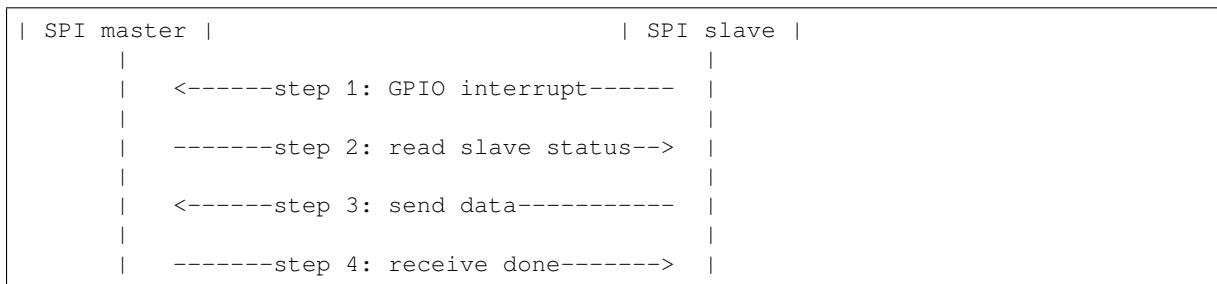 | SPI master |                                  | SPI slave |
       |                                                |
       |   <------step 1: GPIO interrupt------  |
       |                                                |
       |   -------step 2: read slave status-->  |
       |                                                |
       |   <------step 3: send data-----------  |
       |                                                |
       |   -------step 4: receive done------->  |